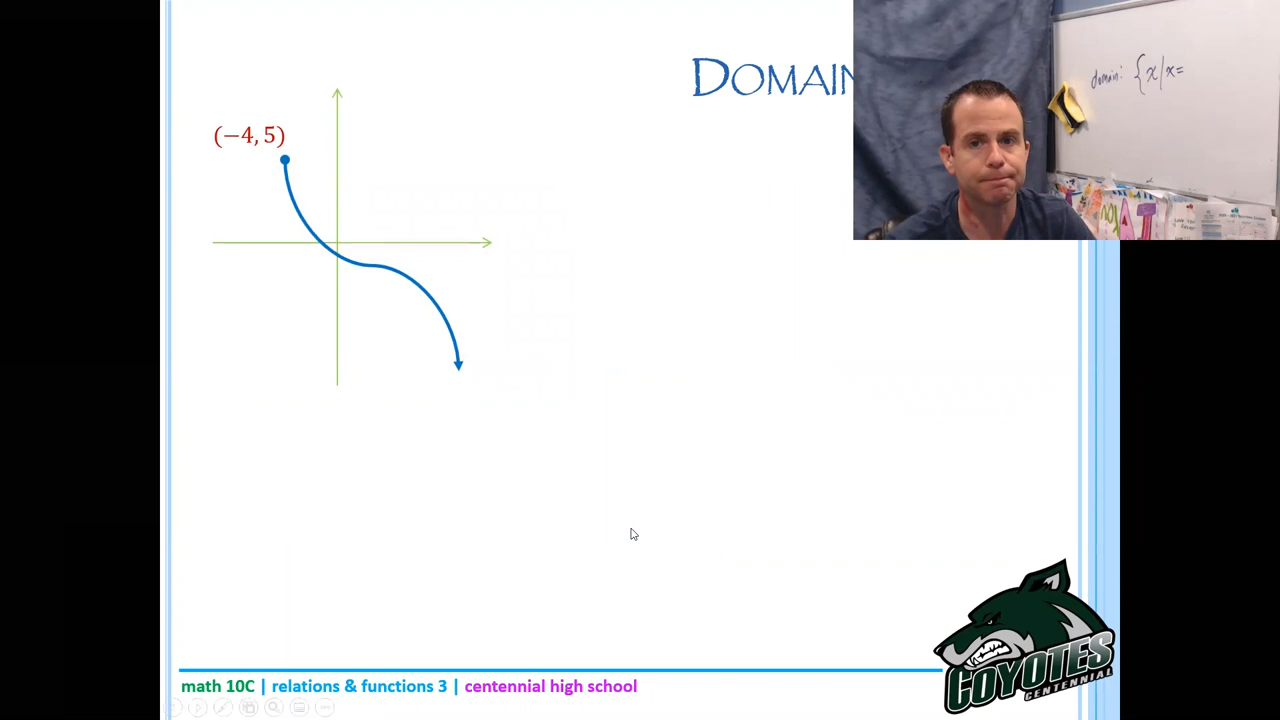 DOMAIN
domain: {x|x=
(−4, 5)
math 10C | relations & functions 3 | centennial high school
COYOTES
CENTENNIAL